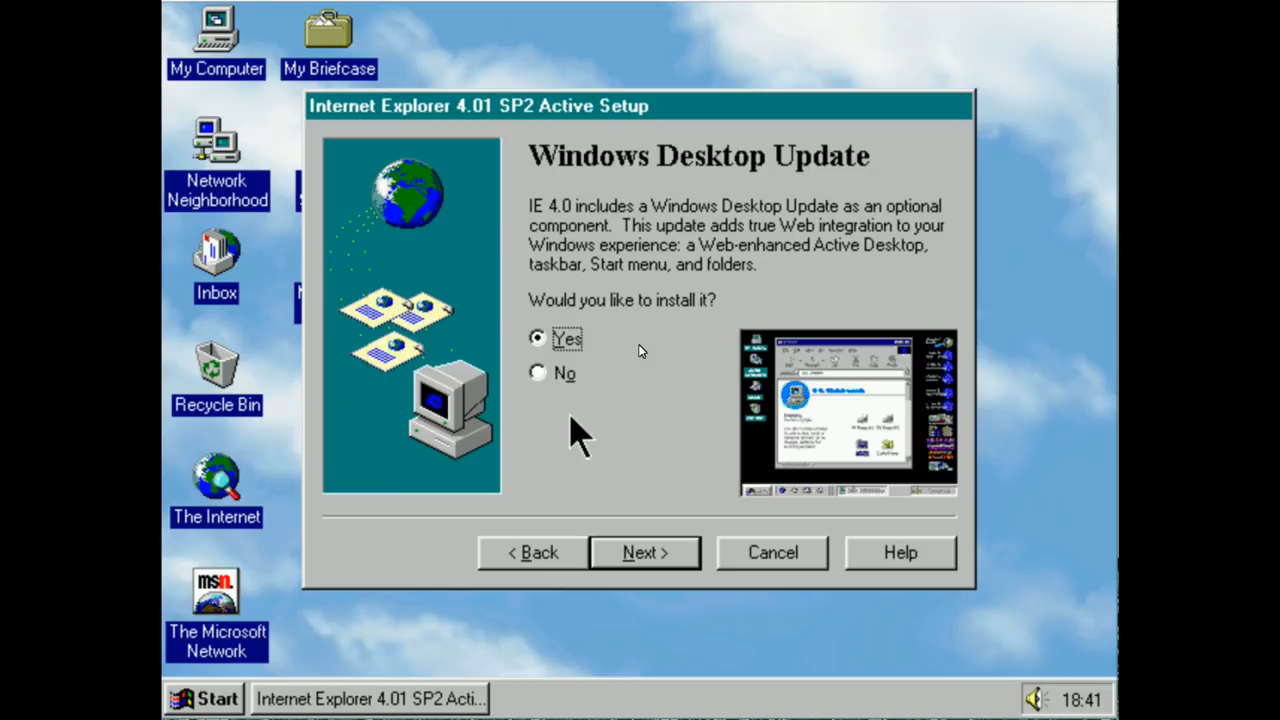 My Computer
My Briefcase
Internet Explorer 4.01 SP2 Active Setup
Windows Desktop Update
IE 4.0 includes a Windows Desktop Update as an optional
component. This update adds true Web integration to your
Windows experience: a Web-enhanced Active Desktop,
taskbar, Start menu, and folders.
Would you like to install it?
Yes
No
Network
Neighborhood
Inbox
Recycle Bin
The Internet
msn.
The Microsoft
Network
< Back
Next >
Cancel
Help
Start
Internet Explorer 4.01 SP2 Acti...
18:41